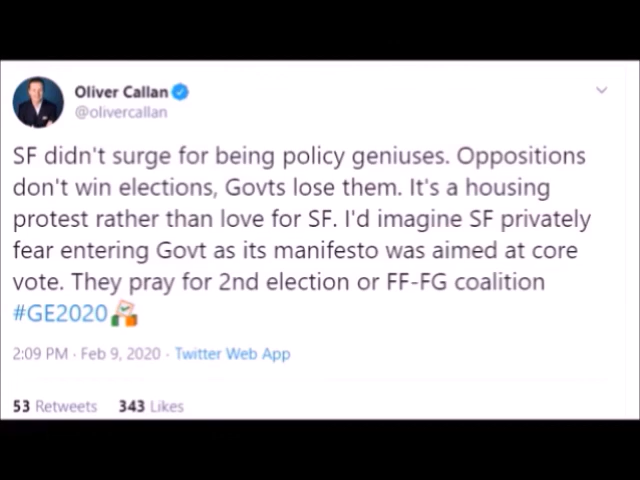 Oliver Callan
@olivercallan
SF didn't surge for being policy geniuses. Oppositions
don't win elections, Govts lose them. It's a housing
protest rather than love for SF. I'd imagine SF privately
fear entering Govt as its manifesto was aimed at core
vote. They pray for 2nd election or FF-FG coalition
#GE2020
2:09 PM · Feb 9, 2020 · Twitter Web App
53 Retweets 343 Likes